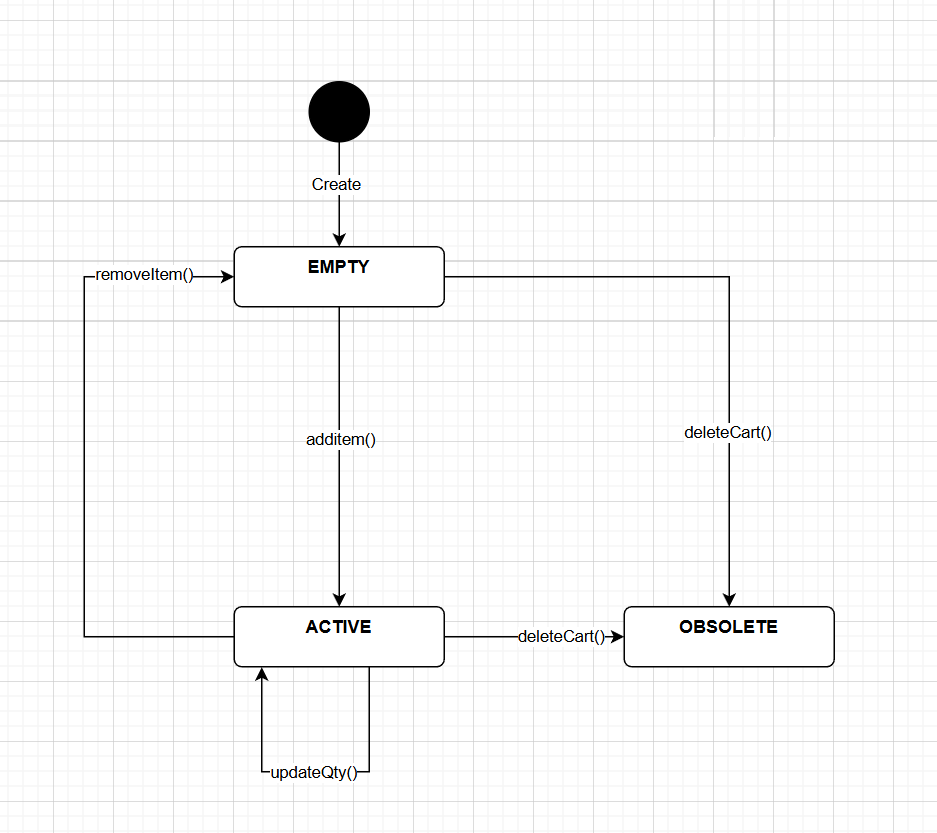 Create
EMPTY
removeItem()
additem()
deleteCart()
ACTIVE
deleteCart()
OBSOLETE
updateQty()